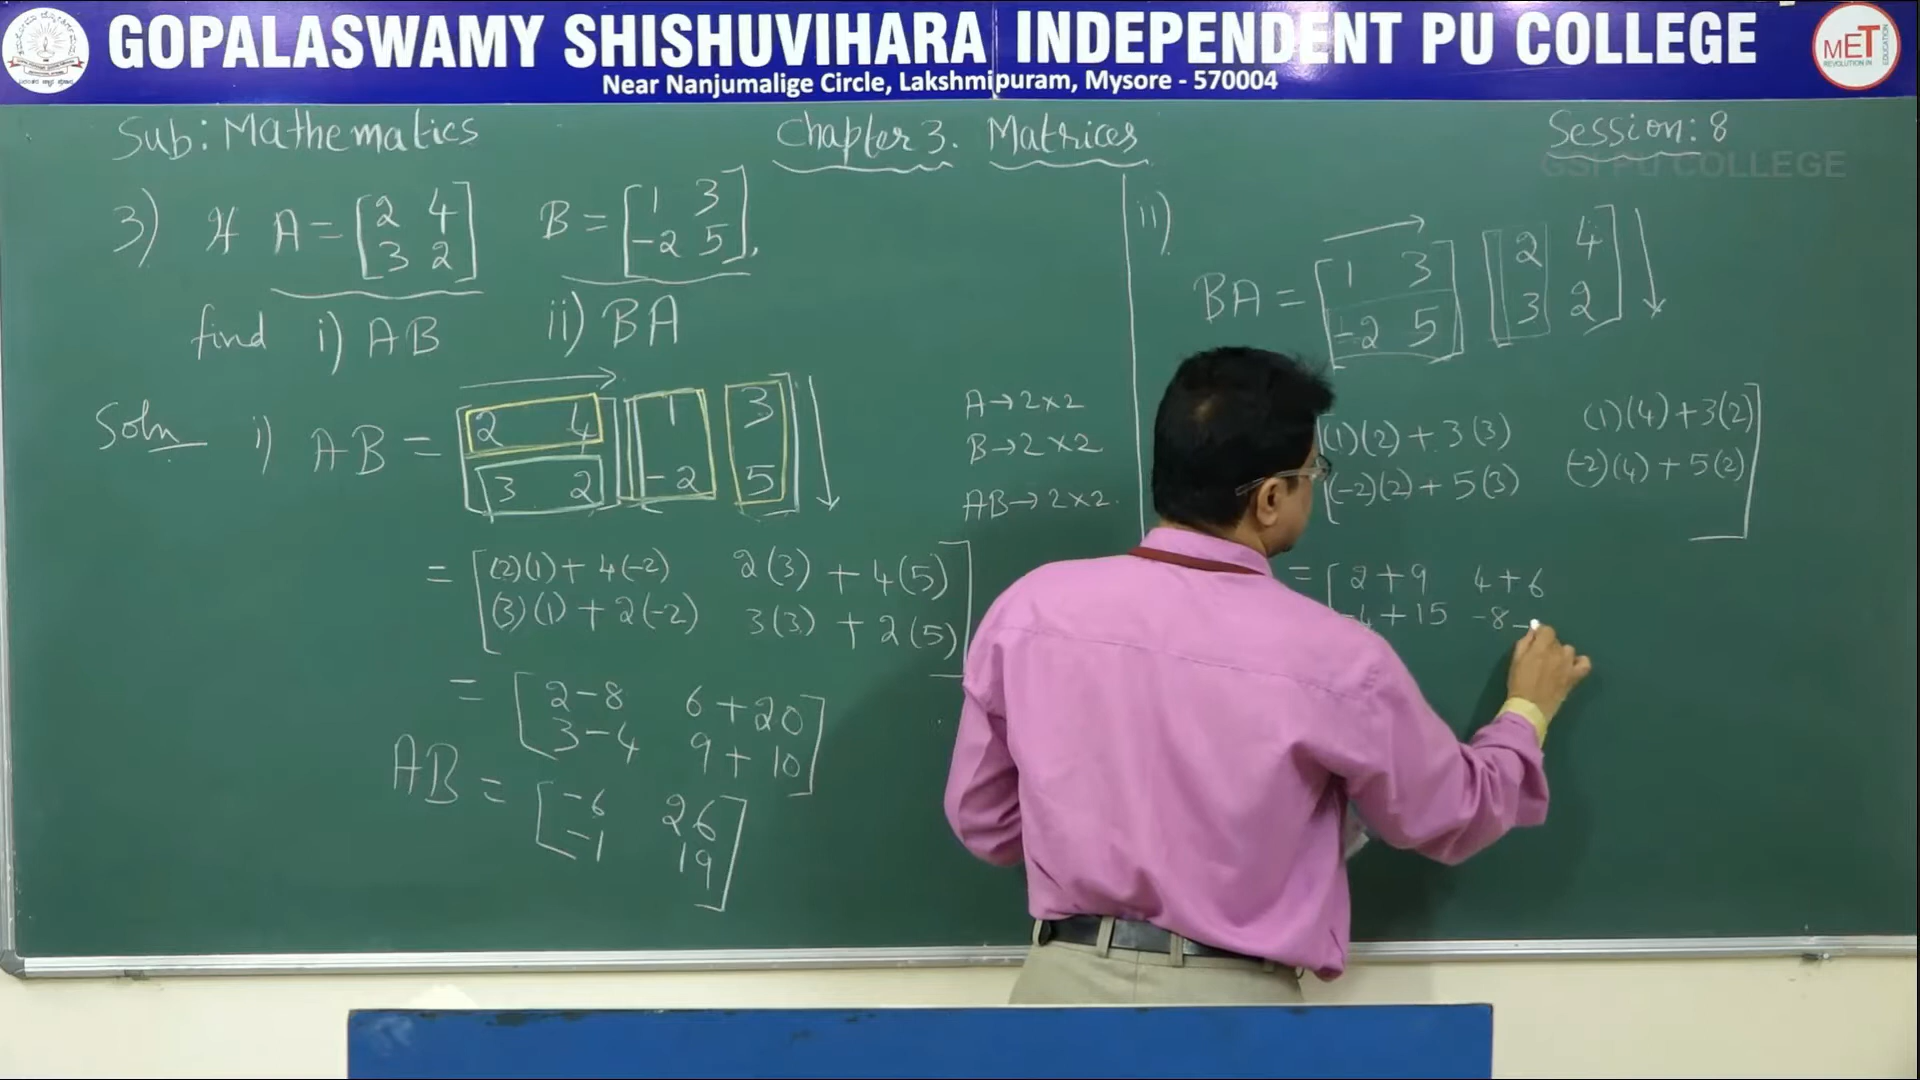 GOPALASWAMY SHISHUVIHARA INDEPENDENT PU COLLEGE
Near Nanjumalige Circle, Lakshmipuram, Mysore - 570004
MET
REVOLUTION IN EDUCATION
Sub: Mathematics
Chapter 3. Matrices
Session: 8
GSI PU COLLEGE
3) If A = [2 4
3 2]
B = [1 3
-2 5],
find i) AB ii) BA
Soln i) AB = [2 4
3 2] [1 3
-2 5]
A→2×2
B→2×2
AB→2×2.
= [(2)(1)+4(-2) 2(3)+4(5)
(3)(1)+2(-2) 3(3)+2(5)]
= [2-8 6+20
3-4 9+10]
AB = [-6 26
-1 19]
ii)
BA = [1 3
-2 5] [2 4
3 2]
[(1)(2)+3(3) (1)(4)+3(2)
(-2)(2)+5(3) (-2)(4)+5(2)]
= [2+9 4+6
-4+15 -8